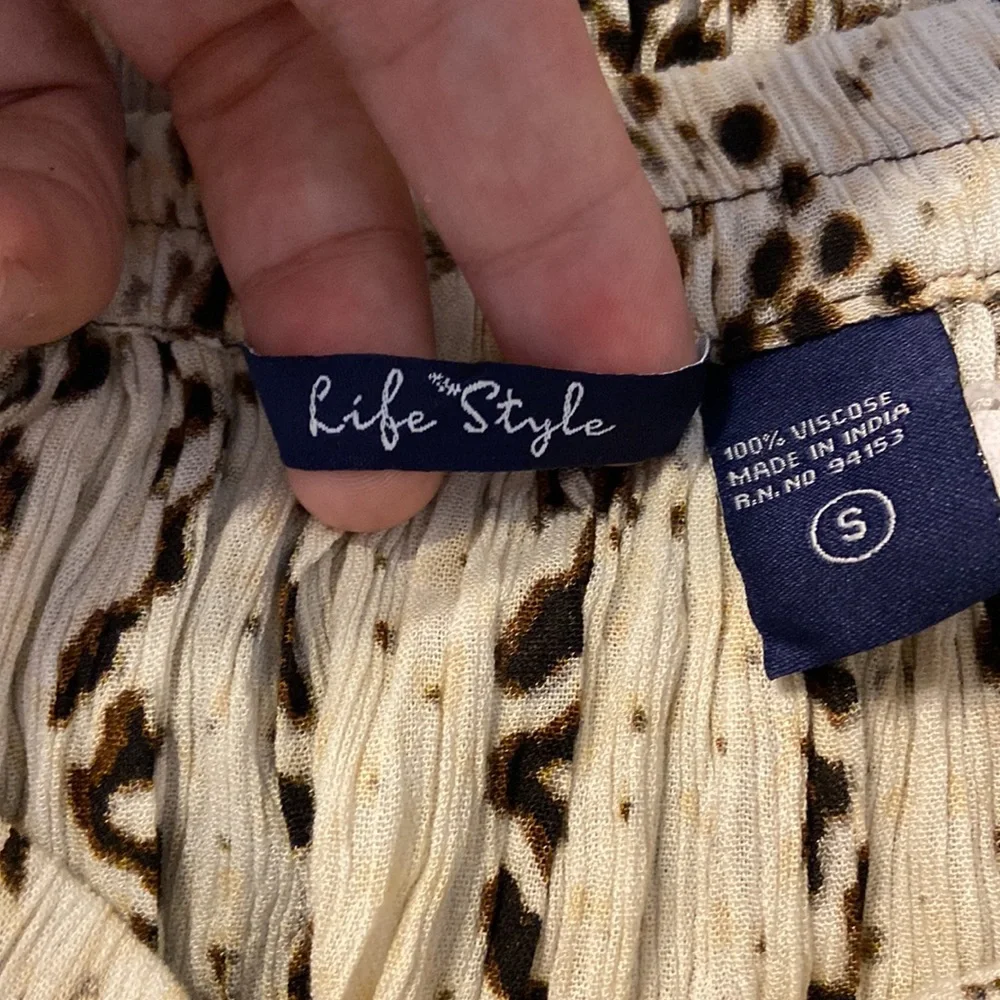 Life Style
100% VISCOSE
MADE IN INDIA
R.N. NO 94153
S